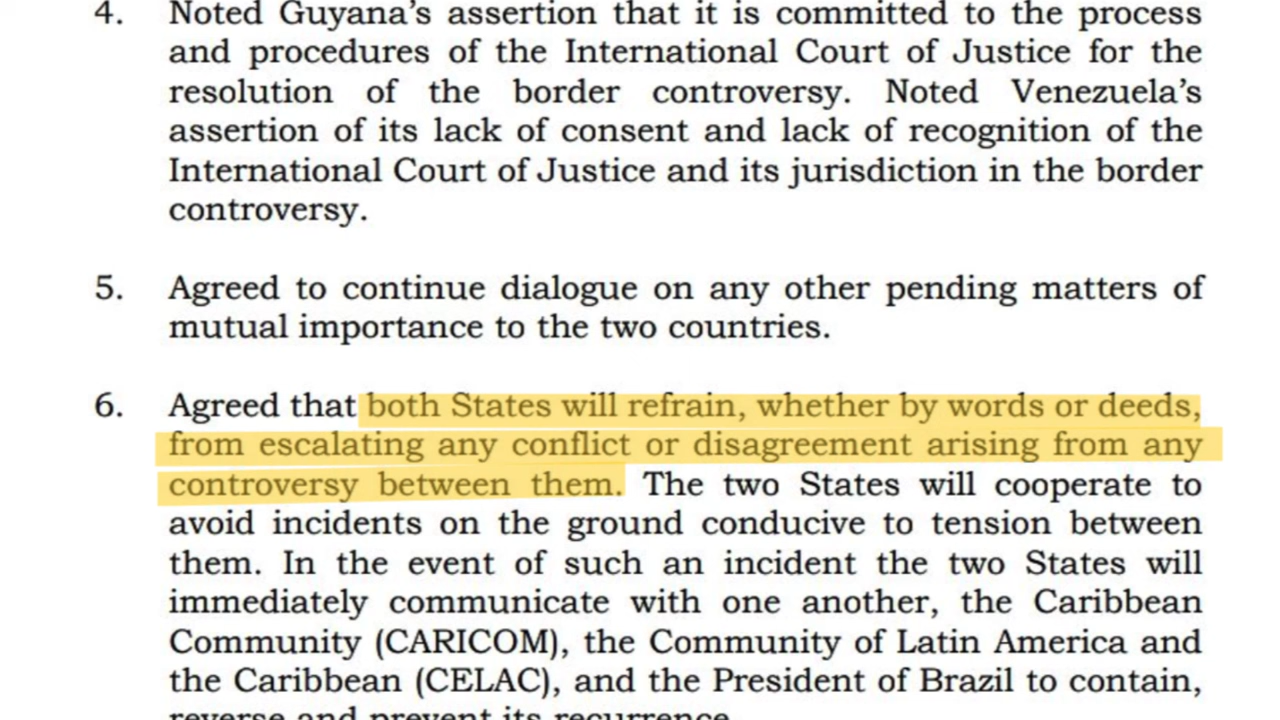 4. Noted Guyana's assertion that it is committed to the process
and procedures of the International Court of Justice for the
resolution of the border controversy. Noted Venezuela's
assertion of its lack of consent and lack of recognition of the
International Court of Justice and its jurisdiction in the border
controversy.
5. Agreed to continue dialogue on any other pending matters of
mutual importance to the two countries.
6. Agreed that both States will refrain, whether by words or deeds,
from escalating any conflict or disagreement arising from any
controversy between them. The two States will cooperate to
avoid incidents on the ground conducive to tension between
them. In the event of such an incident the two States will
immediately communicate with one another, the Caribbean
Community (CARICOM), the Community of Latin America and
the Caribbean (CELAC), and the President of Brazil to contain,
reverse and prevent its recurrence.